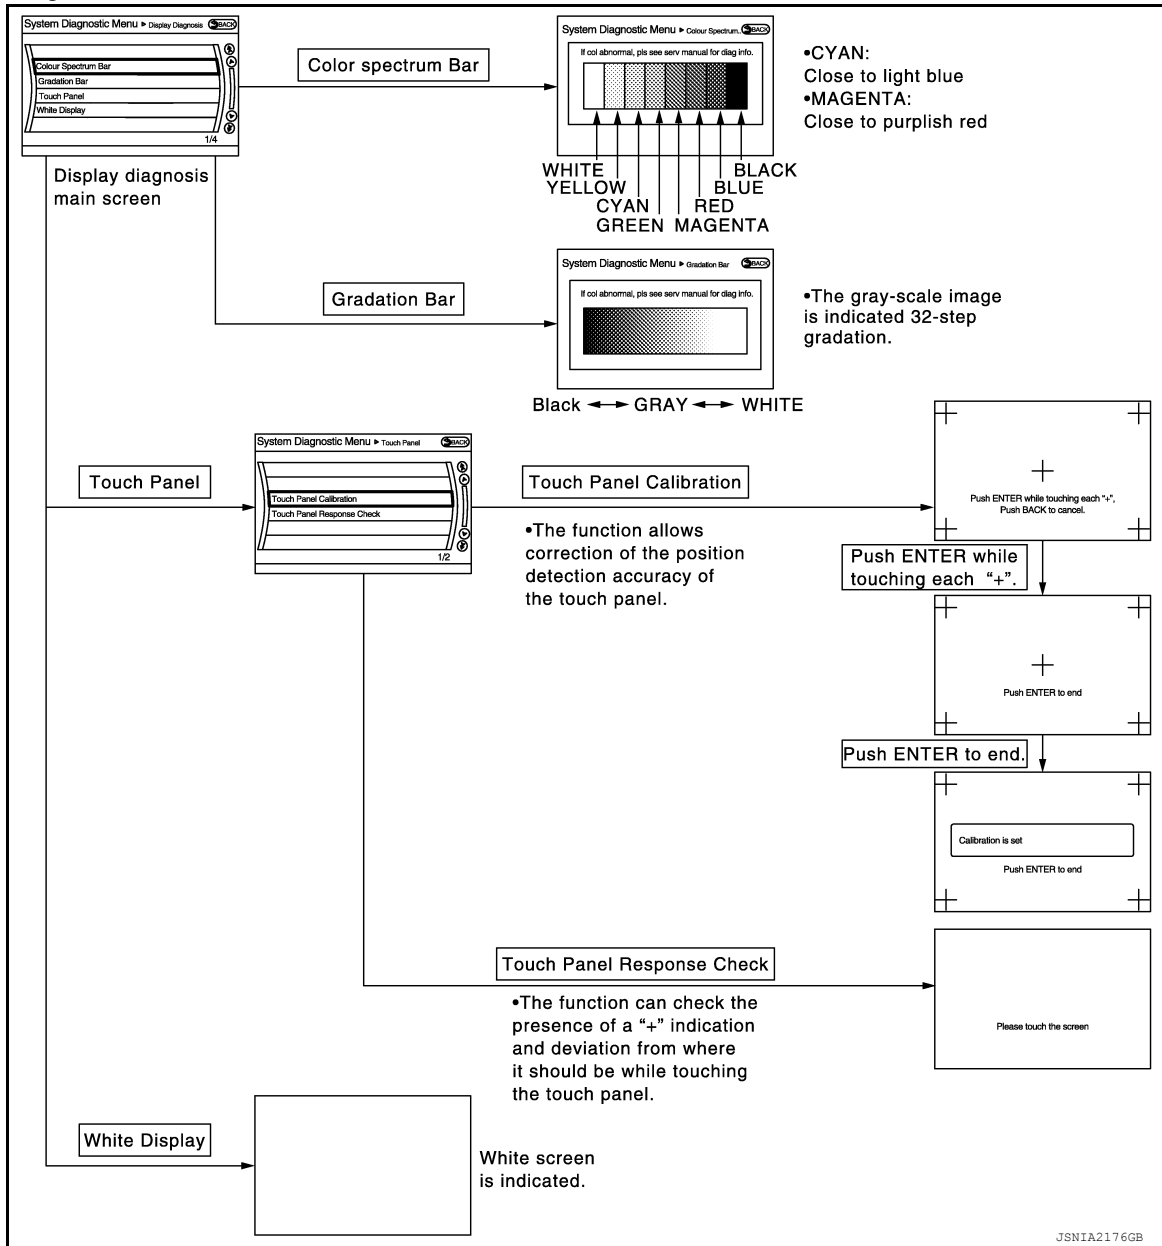 System Diagnostic Menu ▶ Display Diagnosis BACK
Colour Spectrum Bar
Gradation Bar
Touch Panel
White Display
1/4
Display diagnosis
main screen
Color spectrum Bar
System Diagnostic Menu ▶ Colour Spectrum.. BACK
If col abnormal, pls see serv manual for diag info.
WHITE
YELLOW
CYAN
GREEN
MAGENTA
RED
BLUE
BLACK
•CYAN:
Close to light blue
•MAGENTA:
Close to purplish red
Gradation Bar
System Diagnostic Menu ▶ Gradation Bar BACK
If col abnormal, pls see serv manual for diag info.
Black ↔ GRAY ↔ WHITE
•The gray-scale image
is indicated 32-step
gradation.
Touch Panel
System Diagnostic Menu ▶ Touch Panel BACK
Touch Panel Calibration
Touch Panel Response Check
1/2
Touch Panel Calibration
•The function allows
correction of the position
detection accuracy of
the touch panel.
Push ENTER while touching each “+”,
Push BACK to cancel.
Push ENTER while
touching each “+”.
Push ENTER to end
Push ENTER to end.
Calibration is set
Push ENTER to end
Touch Panel Response Check
•The function can check the
presence of a “+” indication
and deviation from where
it should be while touching
the touch panel.
Please touch the screen
White Display
White screen
is indicated.
JSNIA2176GB